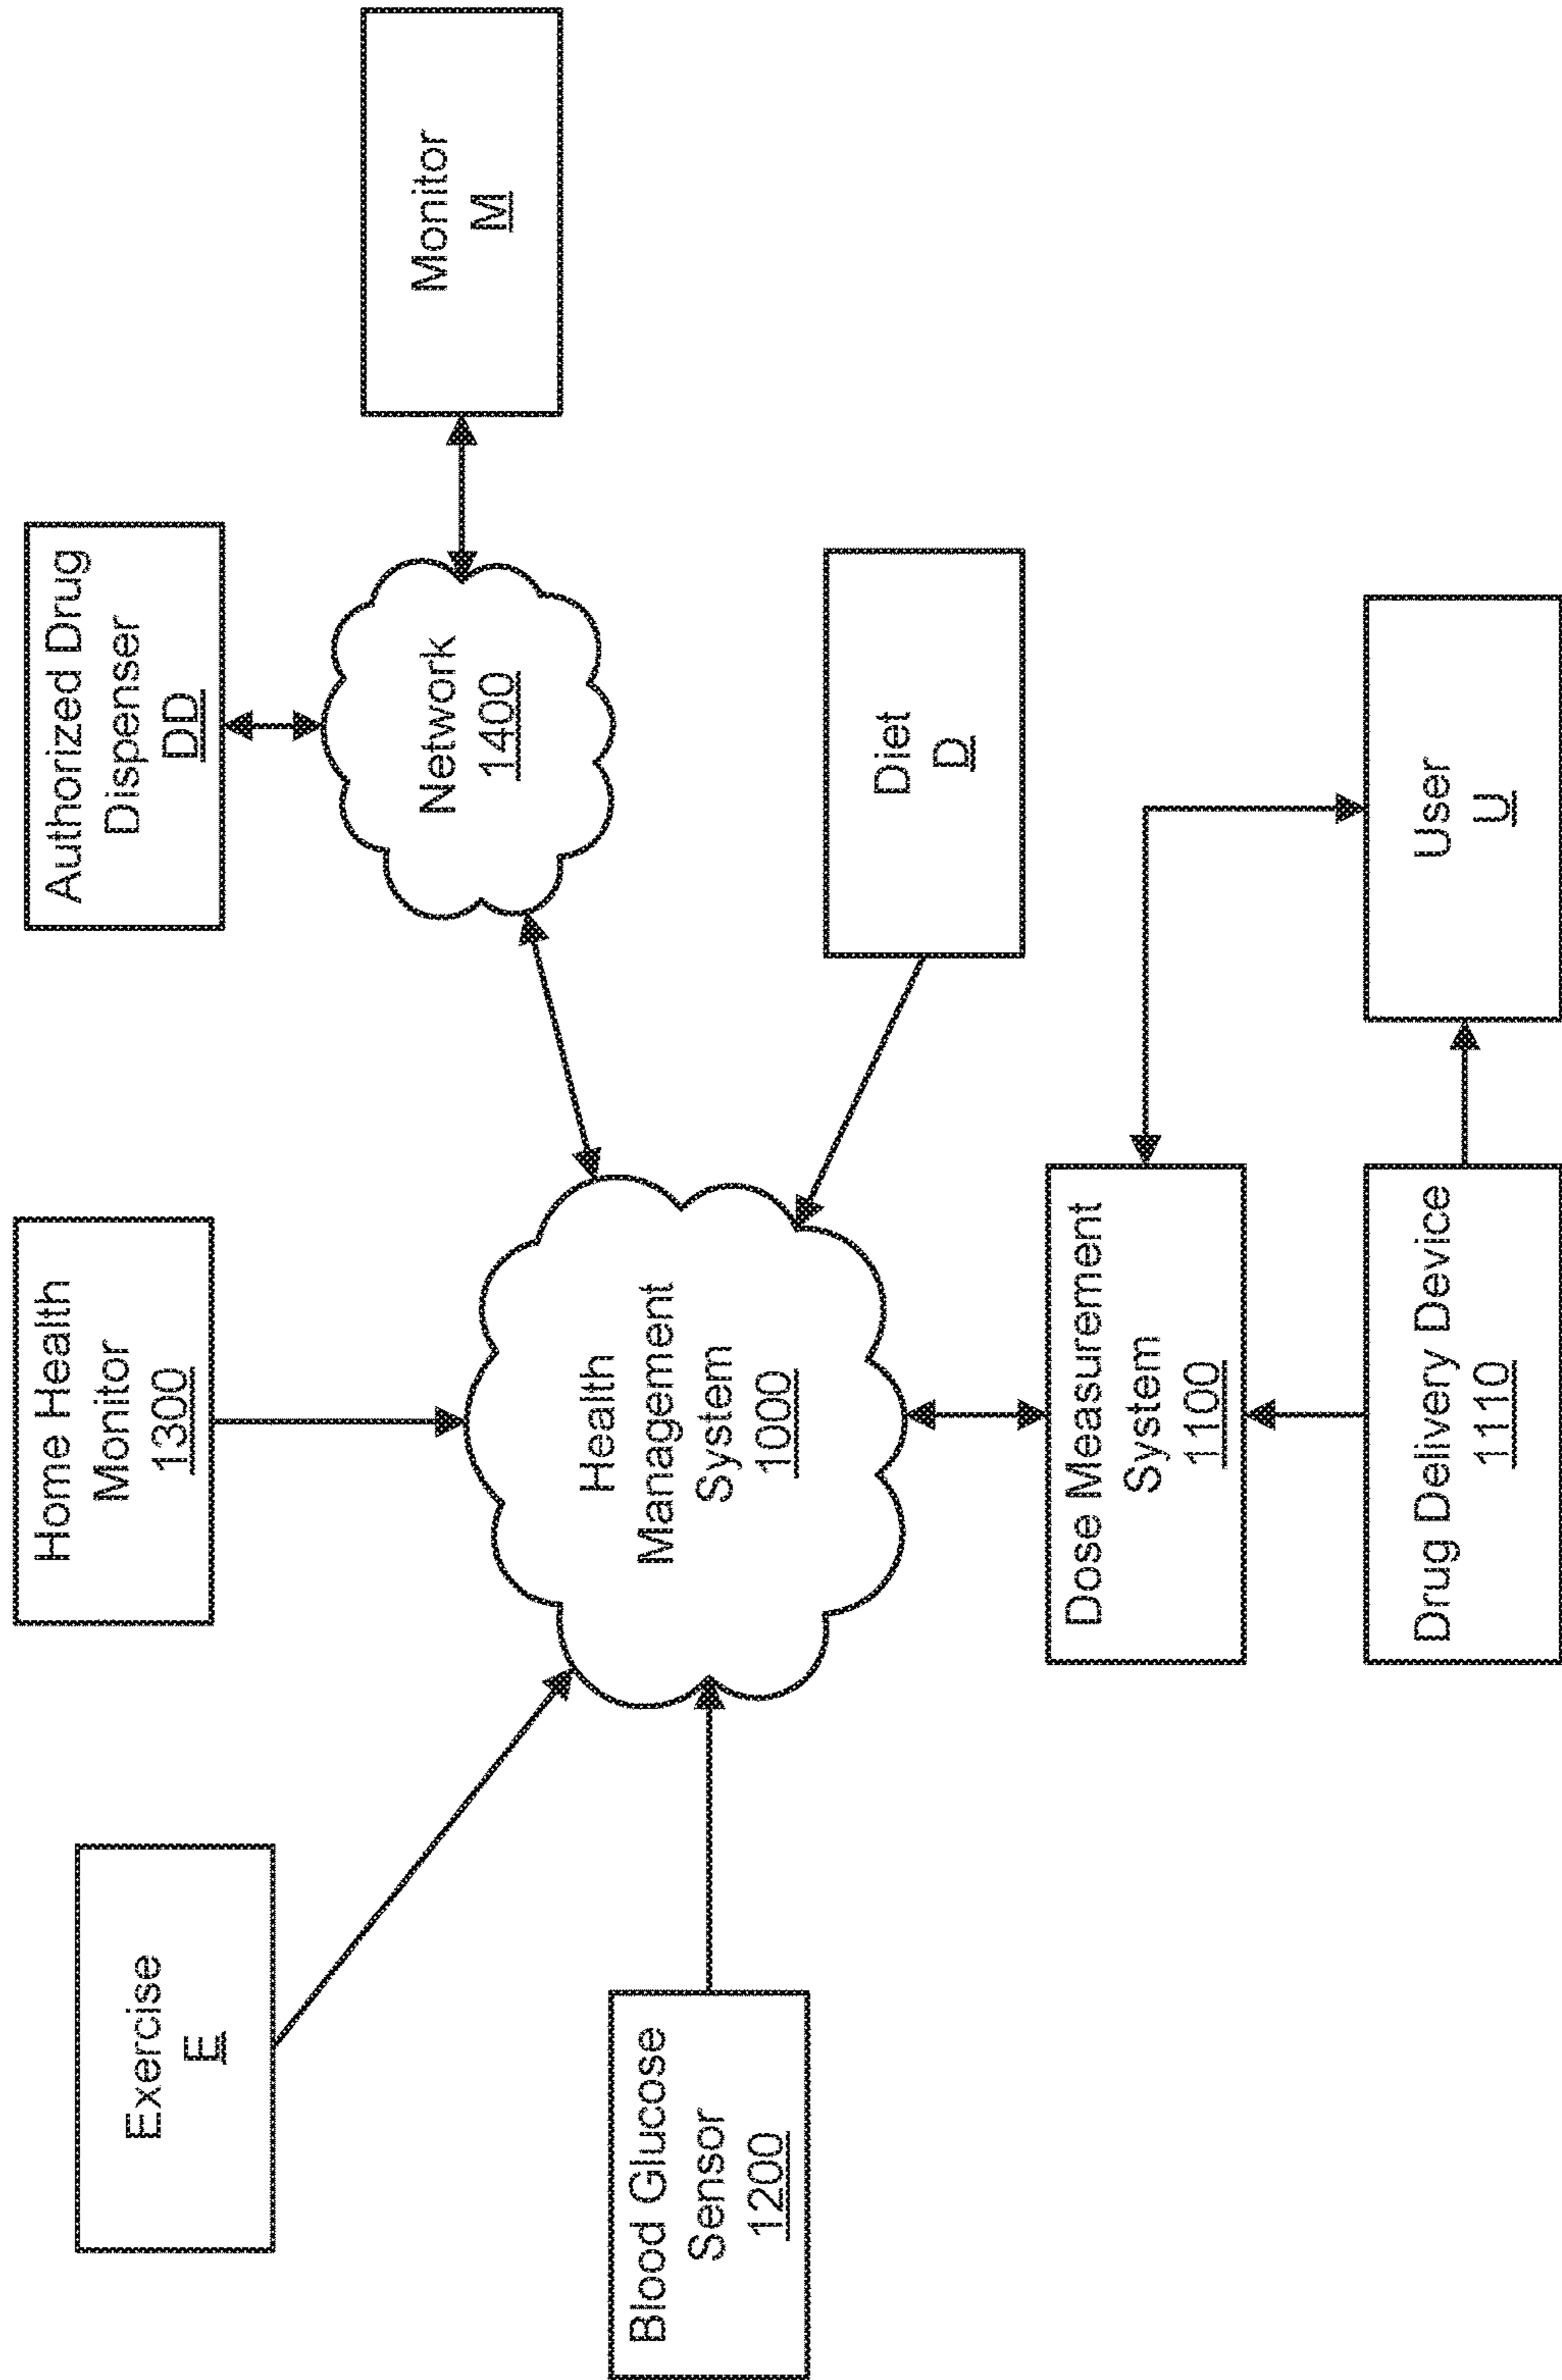 Exercise
E
Home Health
Monitor
1300
Authorized Drug
Dispenser
DD
Monitor
M
Network
1400
Blood Glucose
Sensor
1200
Health
Management
System
1000
Diet
D
Dose Measurement
System
1100
Drug Delivery Device
1110
User
U